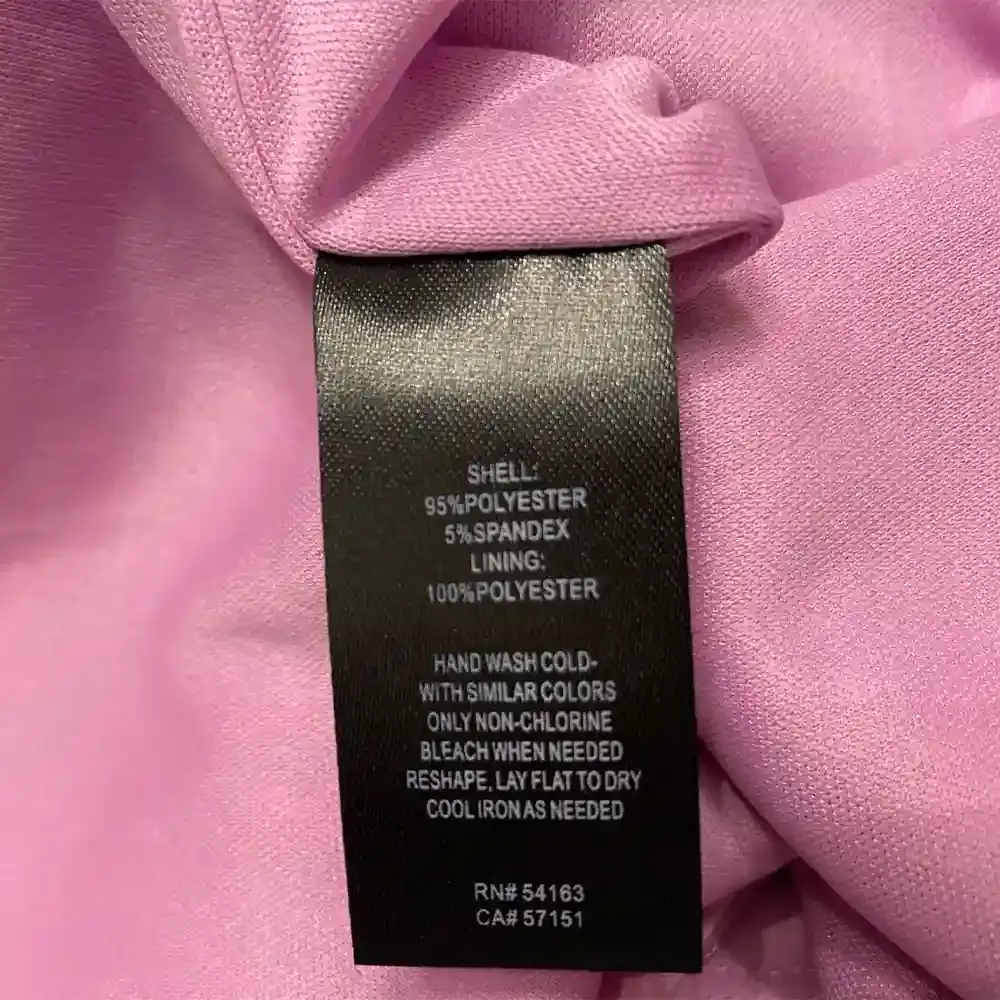 SHELL:
95%POLYESTER
5%SPANDEX
LINING:
100%POLYESTER
HAND WASH COLD-
WITH SIMILAR COLORS
ONLY NON-CHLORINE
BLEACH WHEN NEEDED
RESHAPE, LAY FLAT TO DRY
COOL IRON AS NEEDED
RN# 54163
CA# 57151